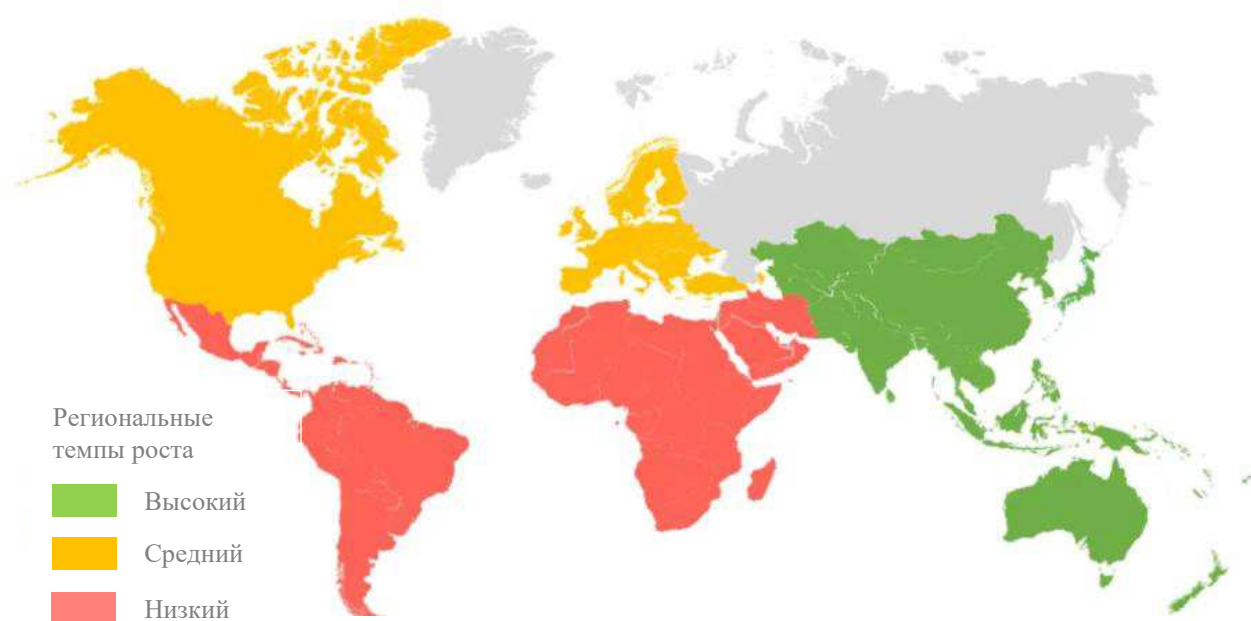 Региональные
темпы роста
Высокий
Средний
Низкий